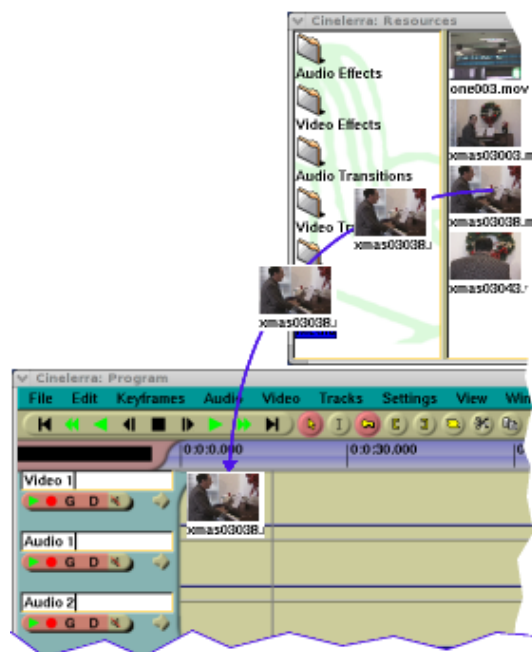 Cinelerra: Resources
Audio Effects
Video Effects
Audio Transitions
Video Tr
one003.mov
xmas03003.m
xmas03038.m
xmas03043.
xmas03038.
xmas03038.
Cinelerra: Program
File Edit Keyframes Audio Video Tracks Settings View Win
0:0:0.000 0:0:30.000 0
Video 1
G D
xmas03038.
Audio 1
G D
Audio 2
G D